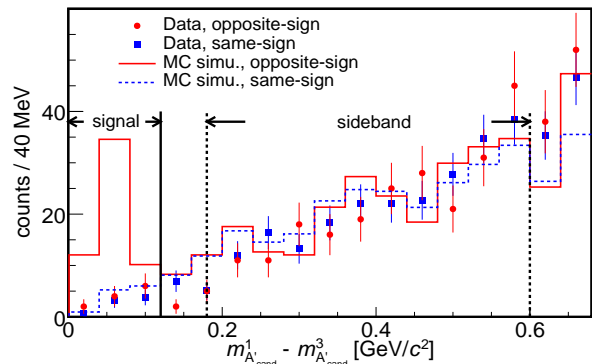 Data, opposite-sign
Data, same-sign
MC simu., opposite-sign
MC simu., same-sign
signal
sideband
counts / 40 MeV
40
20
0
0 0.2 0.4 0.6
m¹A'cand - m³A'cand [GeV/c²]